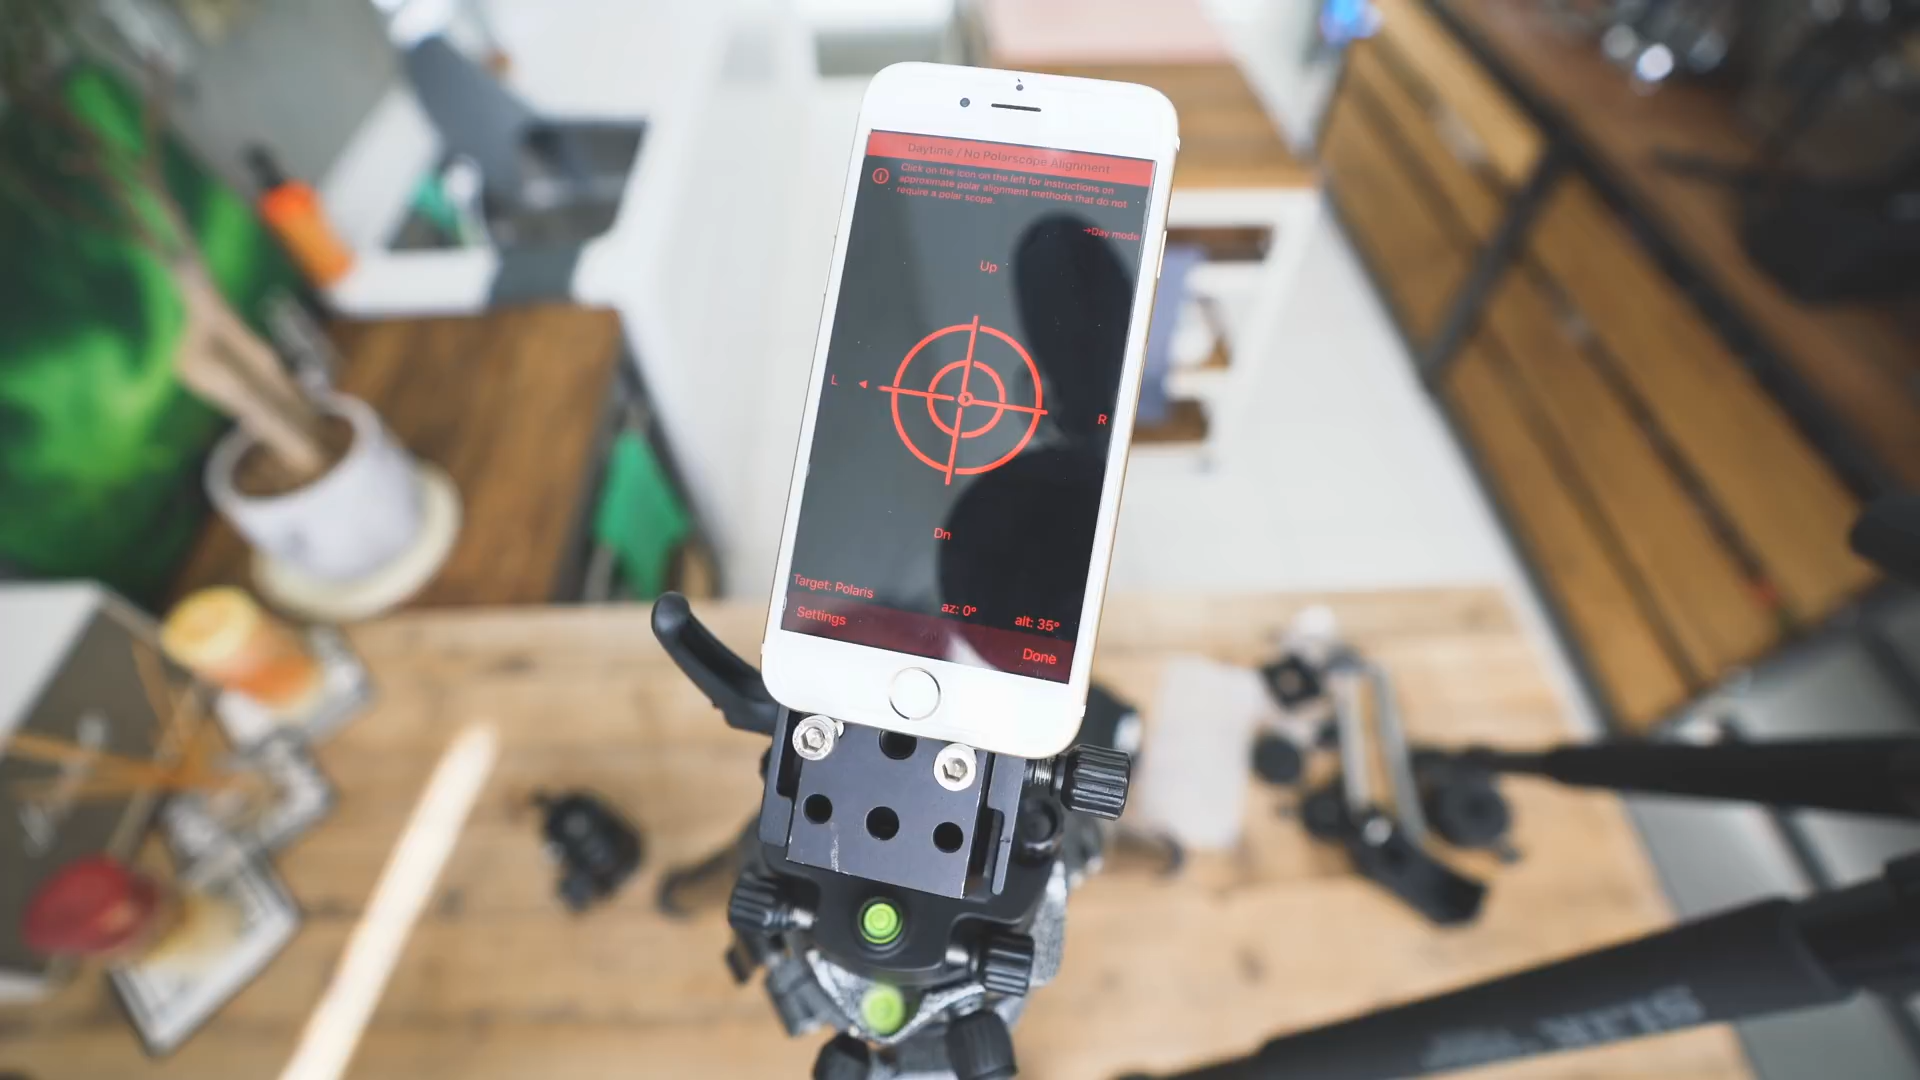 Daytime / No Polarscope Alignment
Click on the icon on the left for instructions on
approximate polar alignment methods that do not
require a polar scope.
→Day mode
Up
L
R
Dn
Target: Polaris
az: 0°
alt: 35°
Settings
Done
SLIK